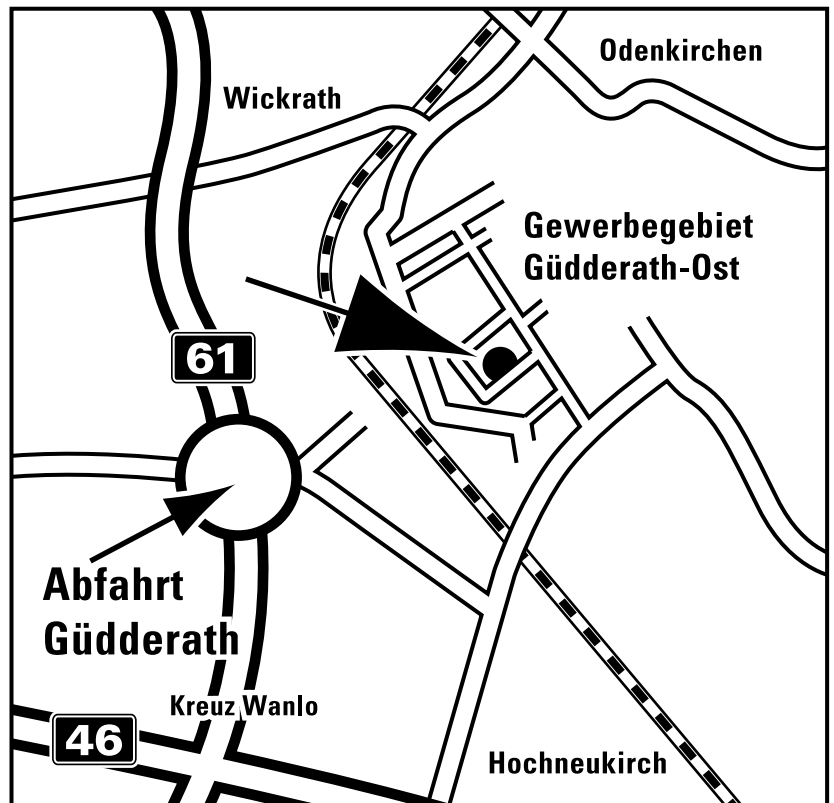 Odenkirchen
Wickrath
Gewerbegebiet
Güdderath-Ost
61
Abfahrt
Güdderath
Kreuz Wanlo
46
Hochneukirch